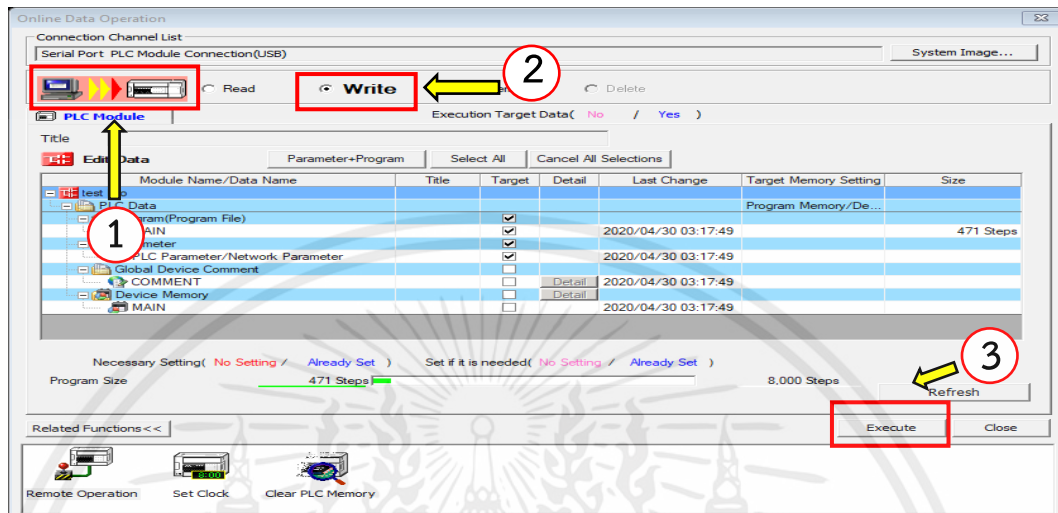 Online Data Operation
Connection Channel List
Serial Port PLC Module Connection(USB)
System Image...
Read
Write
2
Delete
PLC Module
Execution Target Data( No / Yes )
Title
Edit Data
Parameter+Program
Select All
Cancel All Selections
Module Name/Data Name
Title
Target
Detail
Last Change
Target Memory Setting
Size
test
PLC Data
Program Memory/De...
(Program File)
1
2020/04/30 03:17:49
471 Steps
PLC Parameter/Network Parameter
2020/04/30 03:17:49
Global Device Comment
COMMENT
Detail
2020/04/30 03:17:49
Device Memory
Detail
MAIN
2020/04/30 03:17:49
Necessary Setting( No Setting / Already Set )
Set if it is needed( No Setting / Already Set )
3
Program Size
471 Steps
8,000 Steps
Refresh
Related Functions<<
Execute
Close
8:00
Remote Operation
Set Clock
Clear PLC Memory